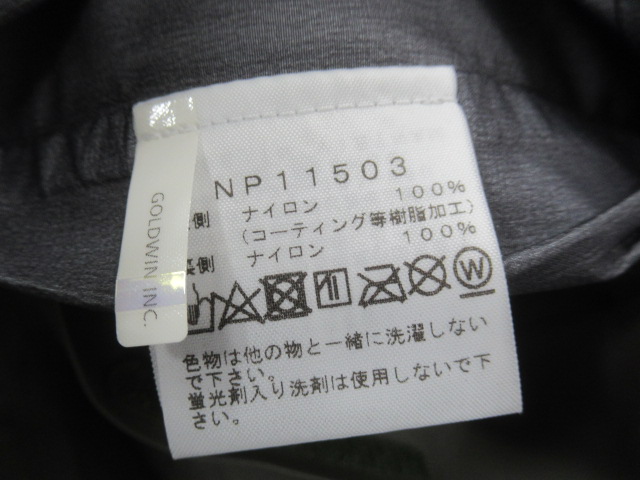 NP11503
側 ナイロン 100%
(コーティング等樹脂加工)
側 ナイロン 100%
W
色物は他の物と一緒に洗濯しない
で下さい。
蛍光剤入り洗剤は使用しないで下
さい。
GOLDWIN INC.